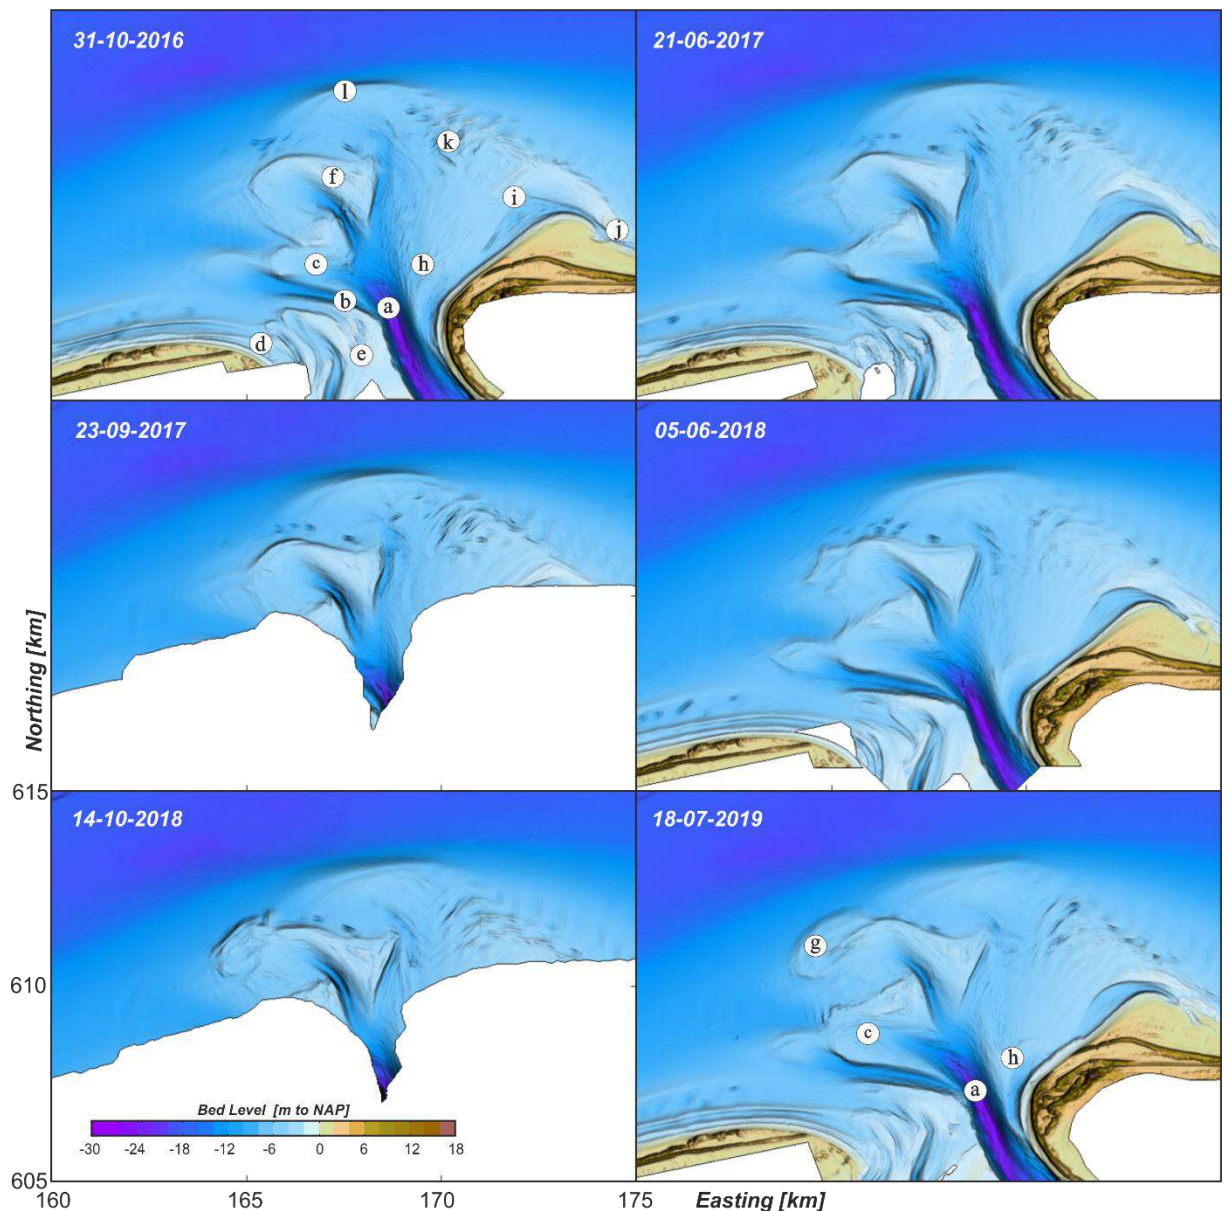 31-10-2016
21-06-2017
l
k
f
i
j
c
h
b
a
d
e
23-09-2017
05-06-2018
Northing [km]
615
14-10-2018
18-07-2019
g
c
h
a
610
Bed Level [m to NAP]
-30 -24 -18 -12 -6 0 6 12 18
605
160 165 170 175 Easting [km]